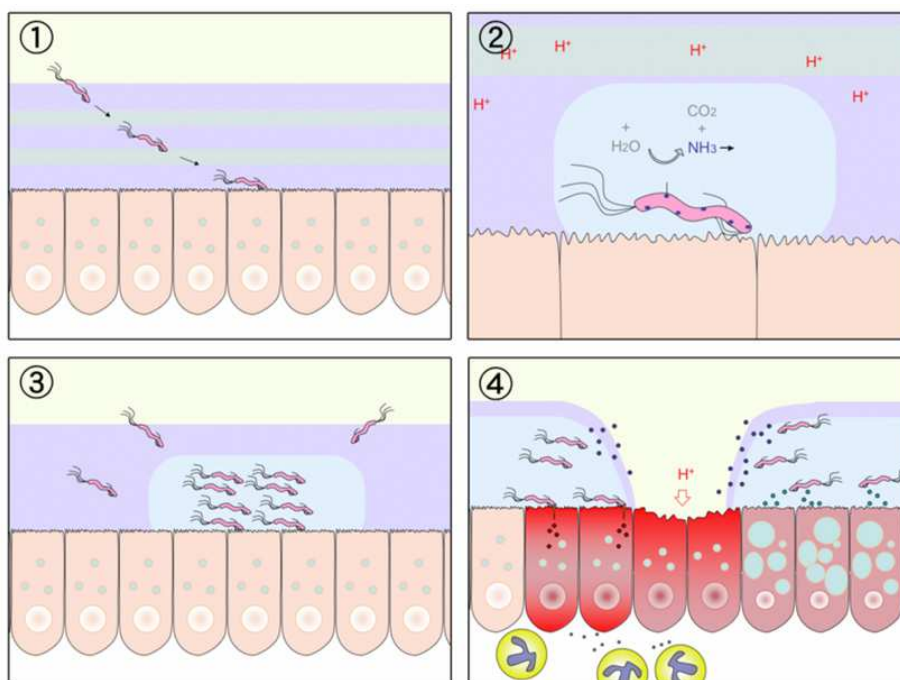 ①
②
H⁺ H⁺ H⁺ H⁺
H⁺ H⁺
CO₂
+ +
H₂O NH₃
③
④
H⁺